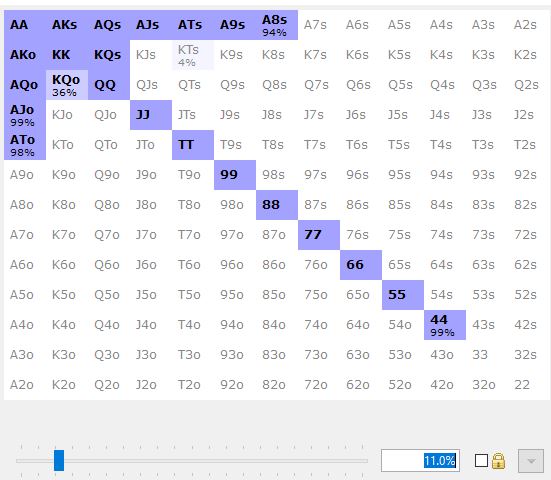 AA AKs AQs AJs ATs A9s A8s A7s A6s A5s A4s A3s A2s
94%
AKo KK KQs KJs KTs K9s K8s K7s K6s K5s K4s K3s K2s
4%
AQo KQo QQ QJs QTs Q9s Q8s Q7s Q6s Q5s Q4s Q3s Q2s
36%
AJo KJo QJo JJ JTs J9s J8s J7s J6s J5s J4s J3s J2s
99%
ATo KTo QTo JTo TT T9s T8s T7s T6s T5s T4s T3s T2s
98%
A9o K9o Q9o J9o T9o 99 98s 97s 96s 95s 94s 93s 92s
A8o K8o Q8o J8o T8o 98o 88 87s 86s 85s 84s 83s 82s
A7o K7o Q7o J7o T7o 97o 87o 77 76s 75s 74s 73s 72s
A6o K6o Q6o J6o T6o 96o 86o 76o 66 65s 64s 63s 62s
A5o K5o Q5o J5o T5o 95o 85o 75o 65o 55 54s 53s 52s
A4o K4o Q4o J4o T4o 94o 84o 74o 64o 54o 44 43s 42s
99%
A3o K3o Q3o J3o T3o 93o 83o 73o 63o 53o 43o 33 32s
A2o K2o Q2o J2o T2o 92o 82o 72o 62o 52o 42o 32o 22
11.0%